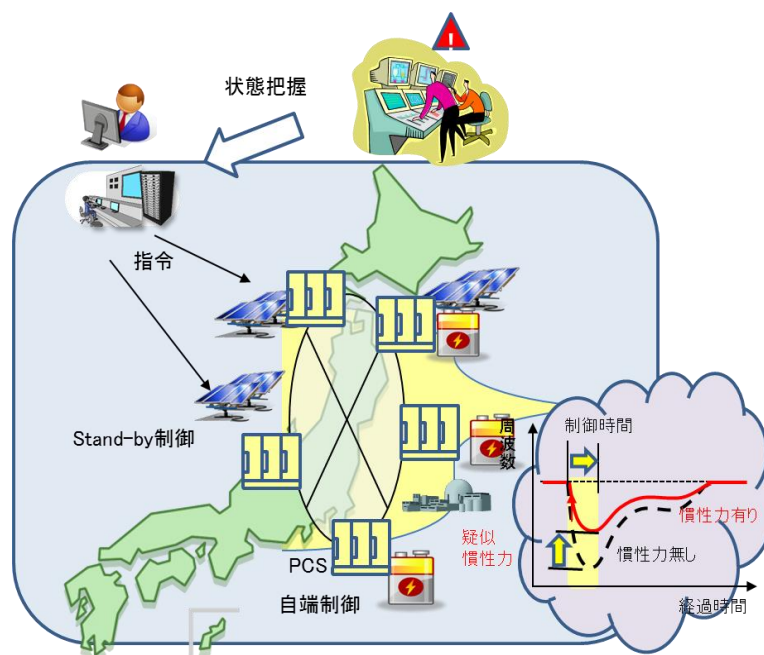 !
状態把握
指令
Stand-by制御
PCS
自端制御
疑似
慣性力
周波数
制御時間
慣性力有り
慣性力無し
経過時間